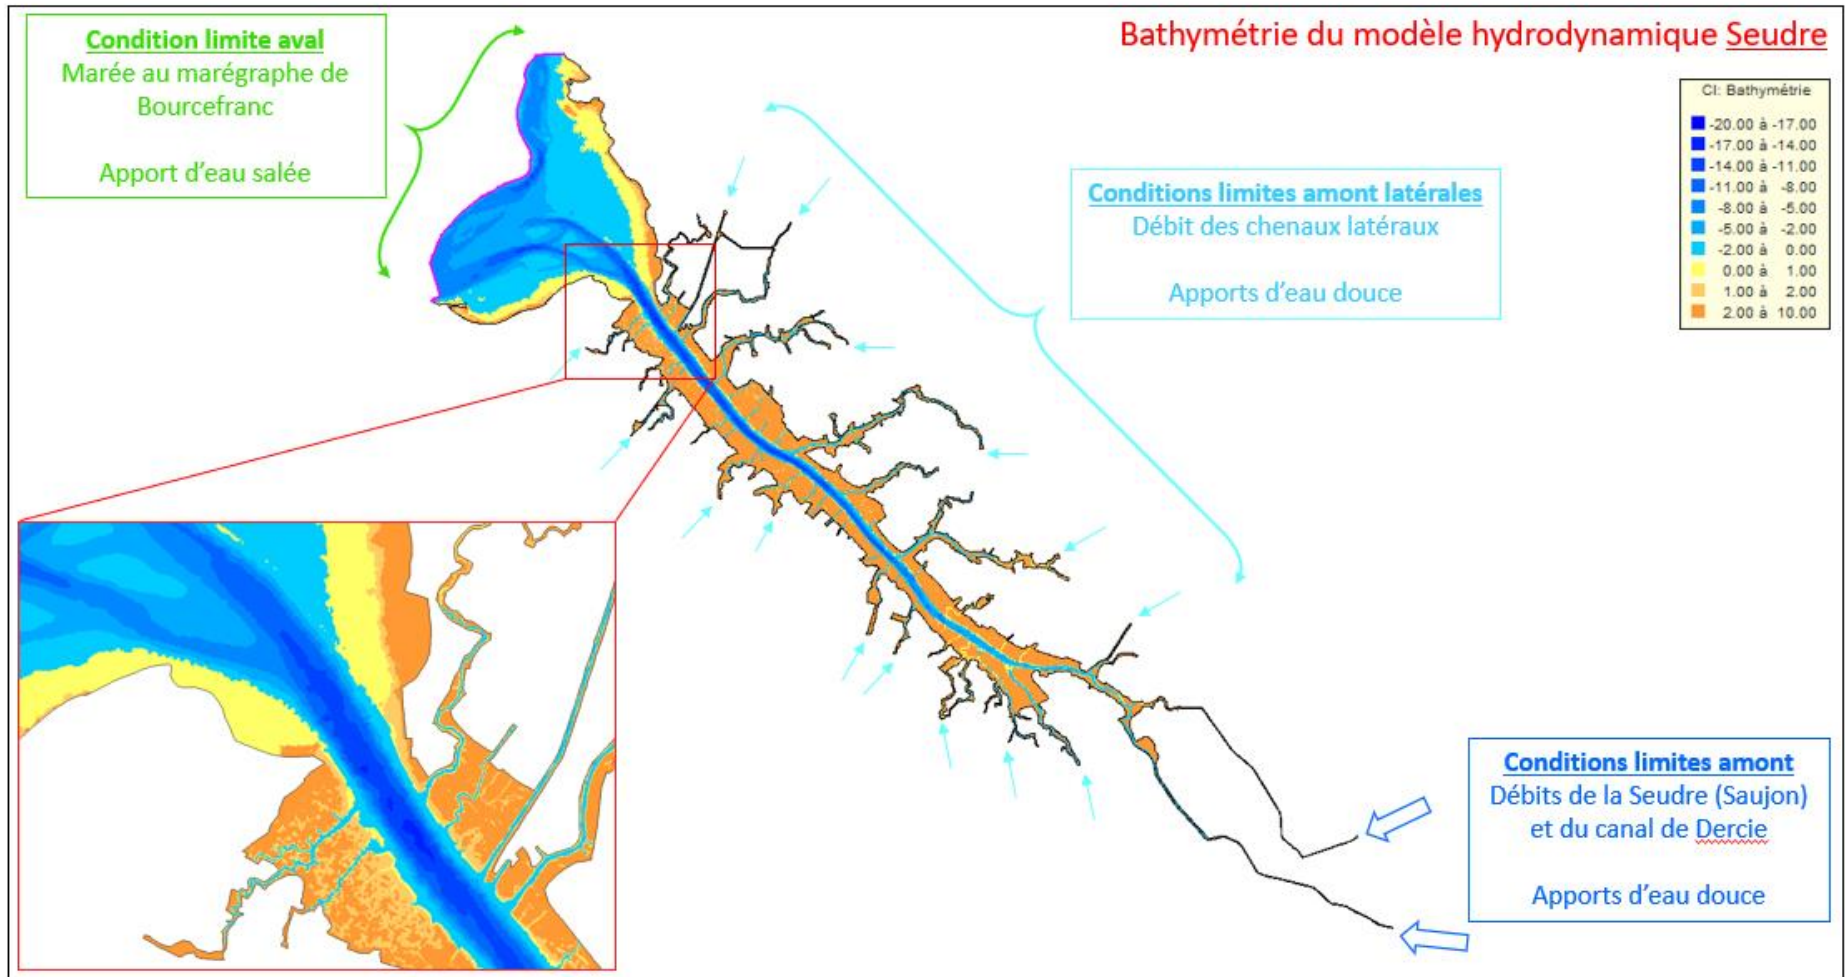 Bathymétrie du modèle hydrodynamique Seudre
Condition limite aval
Marée au marégraphe de
Bourcefranc
Apport d'eau salée
Conditions limites amont latérales
Débit des chenaux latéraux
Apports d'eau douce
CI: Bathymétrie
-20.00 à -17.00
-17.00 à -14.00
-14.00 à -11.00
-11.00 à -8.00
-8.00 à -5.00
-5.00 à -2.00
-2.00 à 0.00
0.00 à 1.00
1.00 à 2.00
2.00 à 10.00
Conditions limites amont
Débits de la Seudre (Saujon)
et du canal de Dercie
Apports d'eau douce